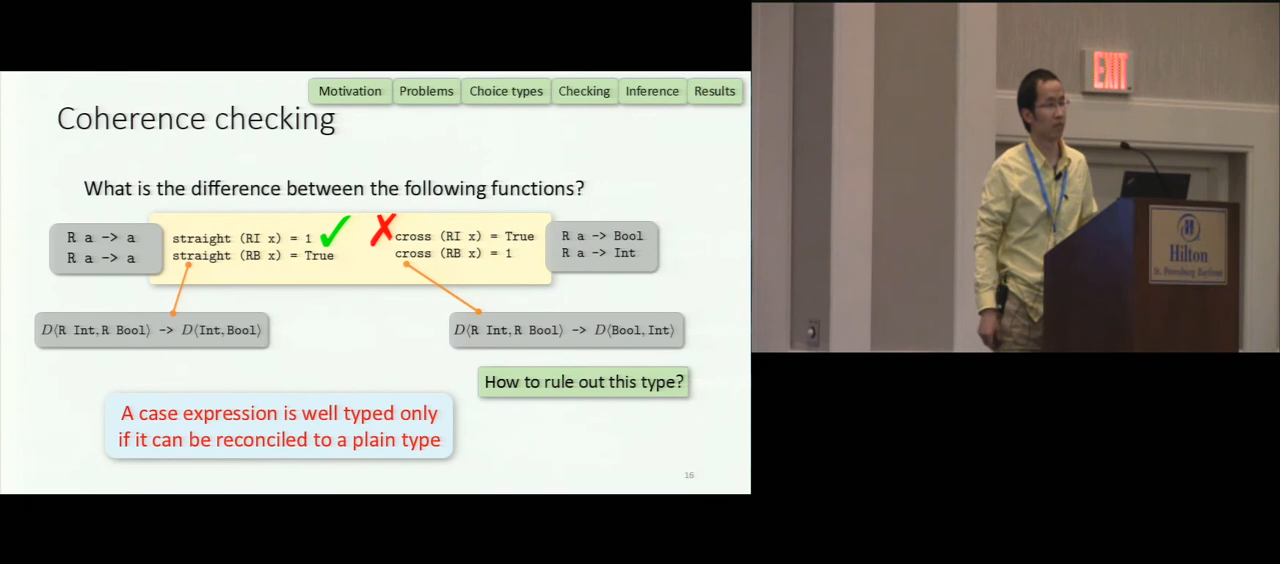 Motivation
Problems
Choice types
Checking
Inference
Results
Coherence checking
What is the difference between the following functions?
R a -> a
R a -> a
straight (RI x) = 1
straight (RB x) = True
cross (RI x) = True
cross (RB x) = 1
R a -> Bool
R a -> Int
D⟨R Int, R Bool⟩ -> D⟨Int, Bool⟩
D⟨R Int, R Bool⟩ -> D⟨Bool, Int⟩
How to rule out this type?
A case expression is well typed only
if it can be reconciled to a plain type
16
EXIT
Hilton
St. Petersburg Bayfront